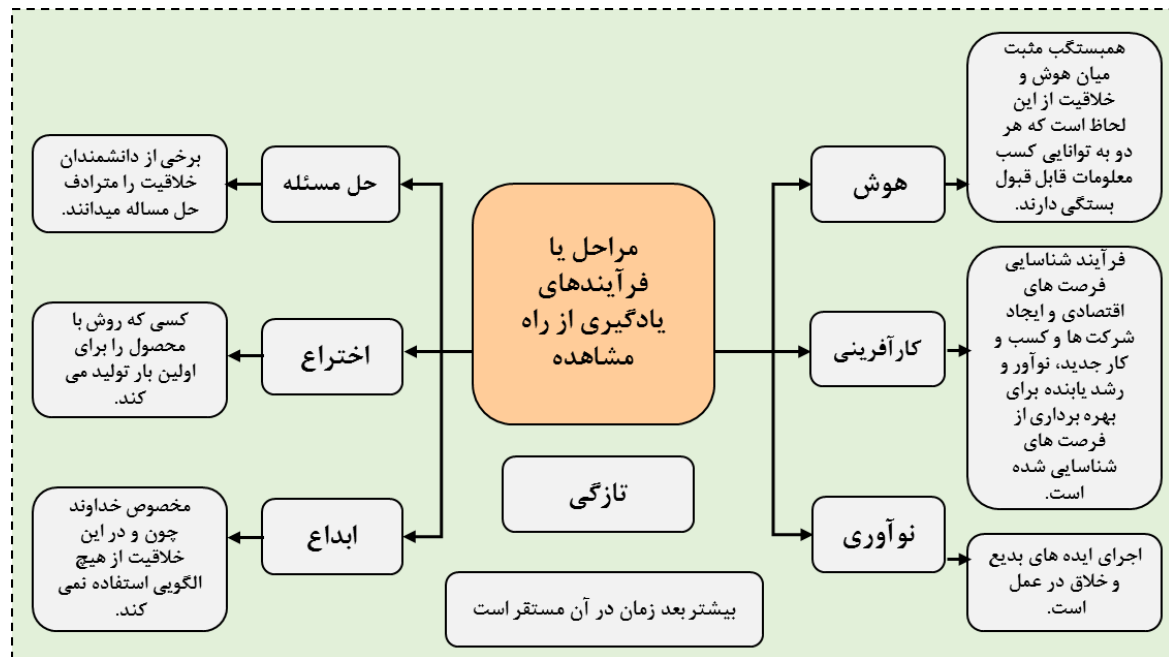 مراحل یا
فرآیندهای
یادگیری از راه
مشاهده
هوش
همبستگب مثبت
میان هوش و
خلاقیت از این
لحاظ است که هر
دو به توانایی کسب
معلومات قابل قبول
بستگی دارند.
کارآفرینی
فرآیند شناسایی
فرصت های
اقتصادی و ایجاد
شرکت ها و کسب و
کار جدید، نوآور و
رشد یابنده برای
بهره برداری از
فرصت های
شناسایی شده
است.
نوآوری
اجرای ایده های بدیع
و خلاق در عمل
است.
حل مسئله
برخی از دانشمندان
خلاقیت را مترادف
حل مساله میدانند.
اختراع
کسی که روش با
محصول را برای
اولین بار تولید می
کند.
ابداع
مخصوص خداوند
چون و در این
خلاقیت از هیچ
الگویی استفاده نمی
کند.
تازگی
بیشتر بعد زمان در آن مستقر است